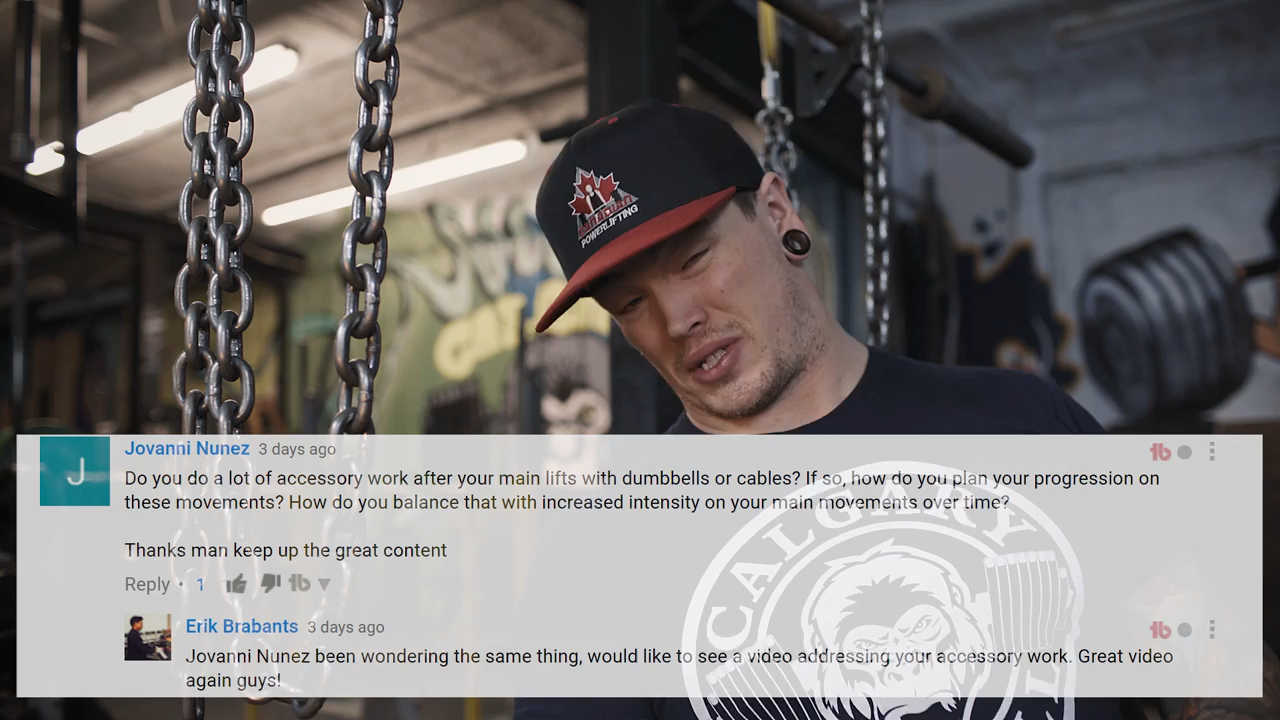 CANADIAN
POWERLIFTING
Jovanni Nunez 3 days ago
Do you do a lot of accessory work after your main lifts with dumbbells or cables? If so, how do you plan your progression on
these movements? How do you balance that with increased intensity on your main movements over time?
Thanks man keep up the great content
Reply • 1
CALGARY
Erik Brabants 3 days ago
Jovanni Nunez been wondering the same thing, would like to see a video addressing your accessory work. Great video
again guys!